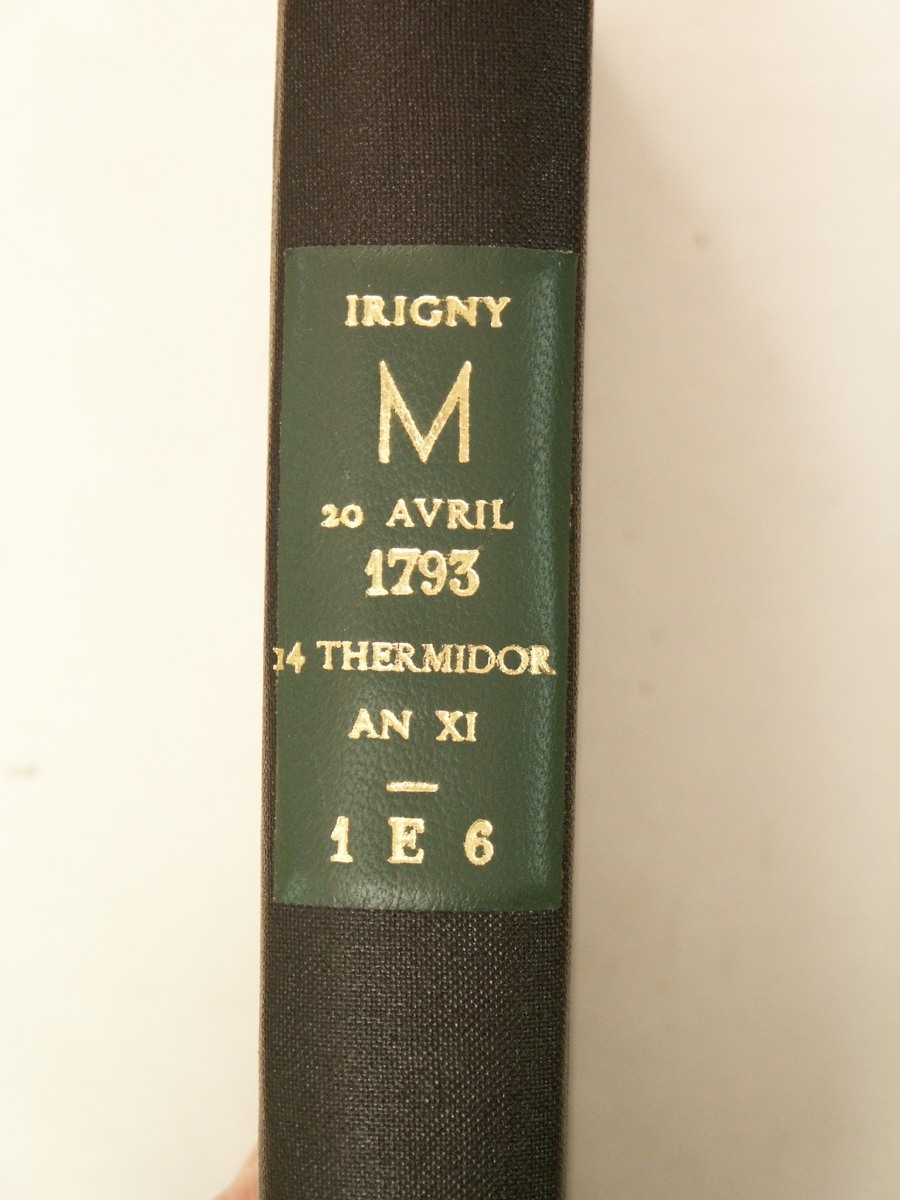 IRIGNY
M
20 AVRIL
1793
14 THERMIDOR
AN XI
—
1 E 6